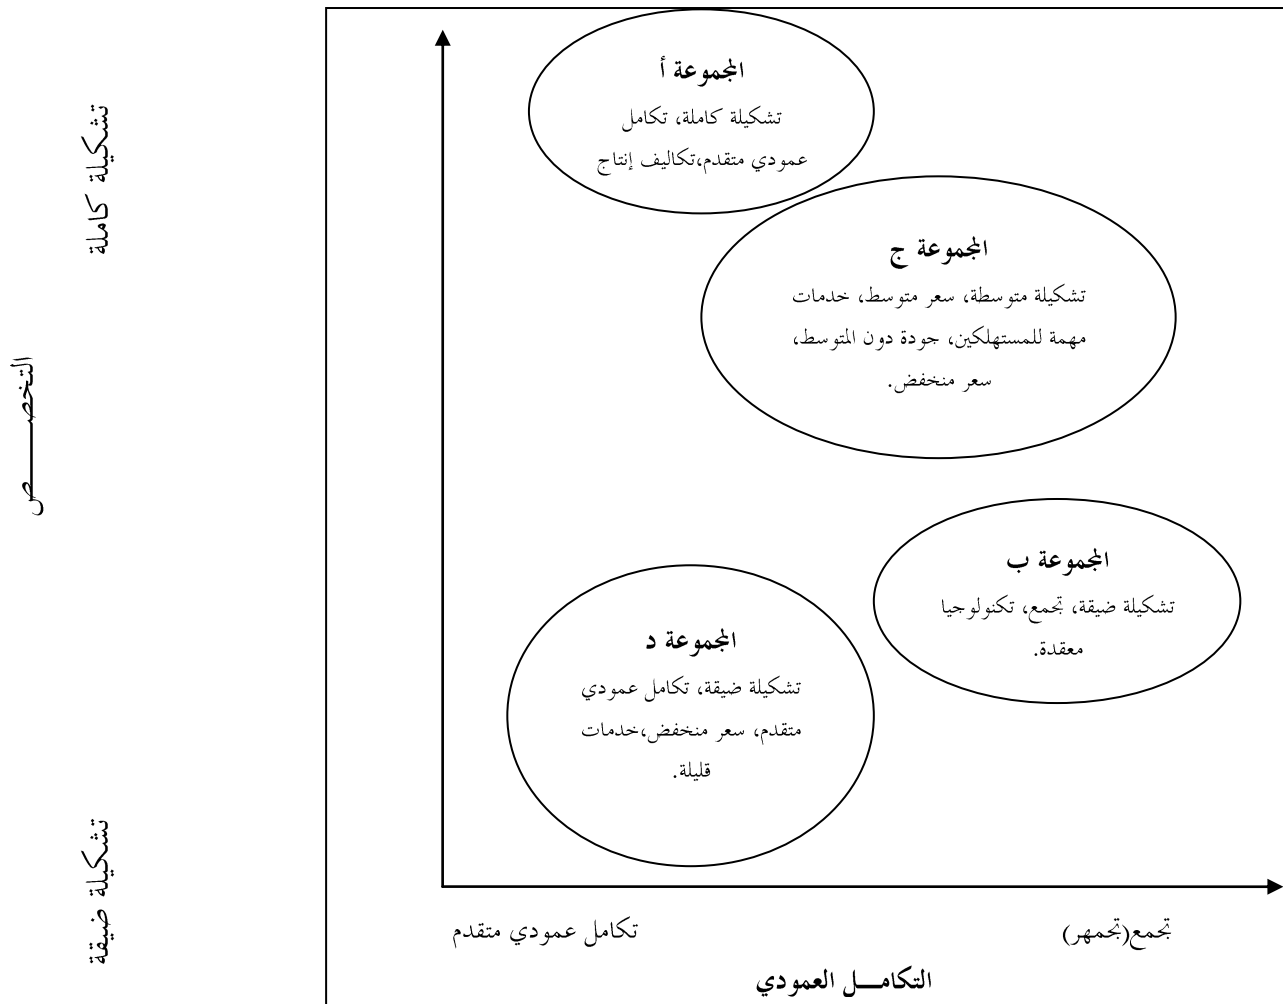 المجموعة أ
تشكيلة كاملة، تكامل
عمودي متقدم،تكاليف إنتاج
المجموعة ج
تشكيلة متوسطة، سعر متوسط، خدمات
مهمة للمستهلكين، جودة دون المتوسط،
سعر منخفض.
المجموعة ب
تشكيلة ضيقة، تجمع، تكنولوجيا
معقدة.
المجموعة د
تشكيلة ضيقة، تكامل عمودي
متقدم، سعر منخفض،خدمات
قليلة.
تشكيلة كاملة
التخصـــــص
تشكيلة ضيقة
تجمع(تجمهر)
تكامل عمودي متقدم
التكامـــل العمودي